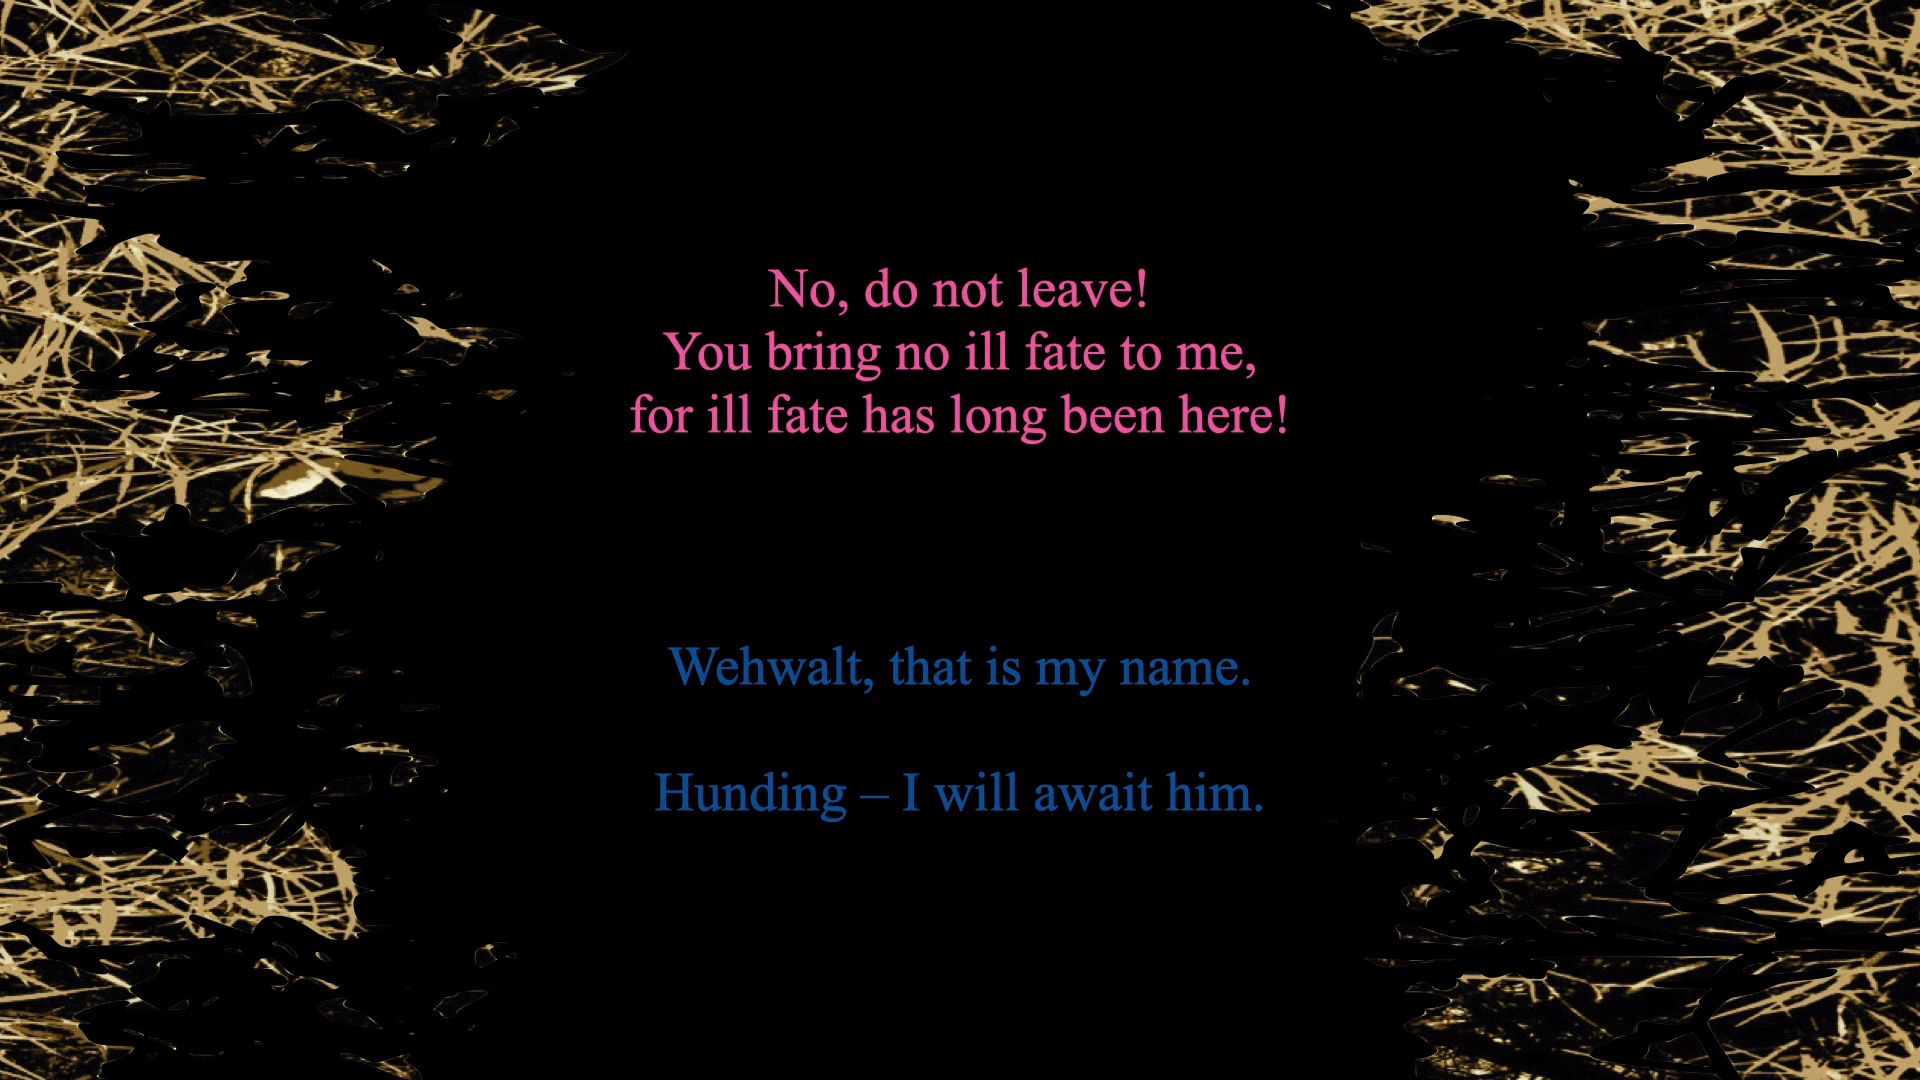 No, do not leave!
You bring no ill fate to me,
for ill fate has long been here!
Wehwalt, that is my name.
Hunding – I will await him.